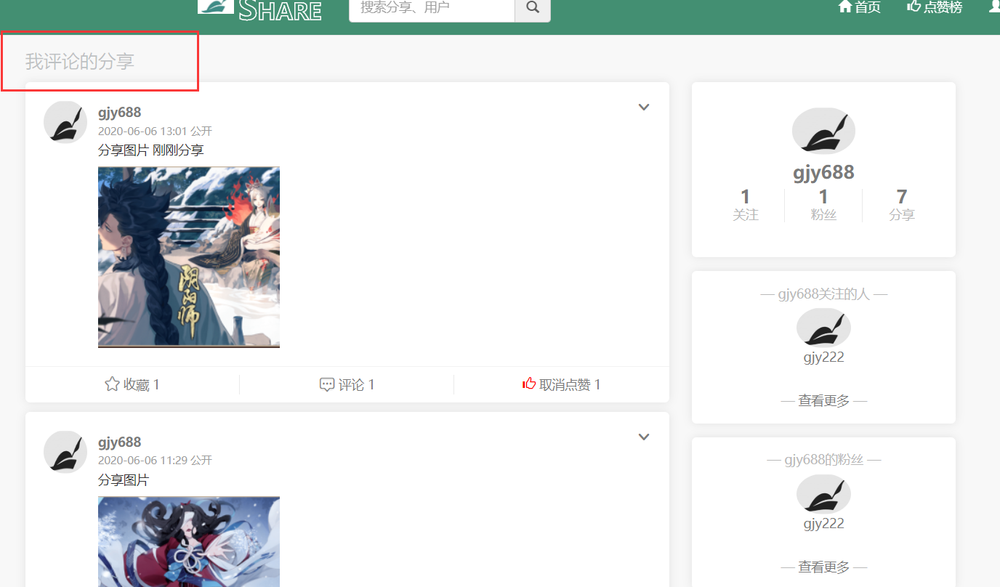 SHARE
搜索分享、用户
首页
点赞榜
我评论的分享
gjy688
2020-06-06 13:01 公开
分享图片 刚刚分享
阴阳师
收藏 1
评论 1
取消点赞 1
gjy688
2020-06-06 11:29 公开
分享图片
gjy688
1
1
7
关注
粉丝
分享
— gjy688关注的人 —
gjy222
— 查看更多 —
— gjy688的粉丝 —
gjy222
— 查看更多 —